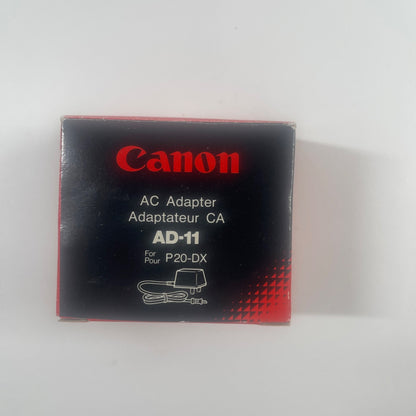 Canon
AC Adapter
Adaptateur CA
AD-11
For
Pour P20-DX